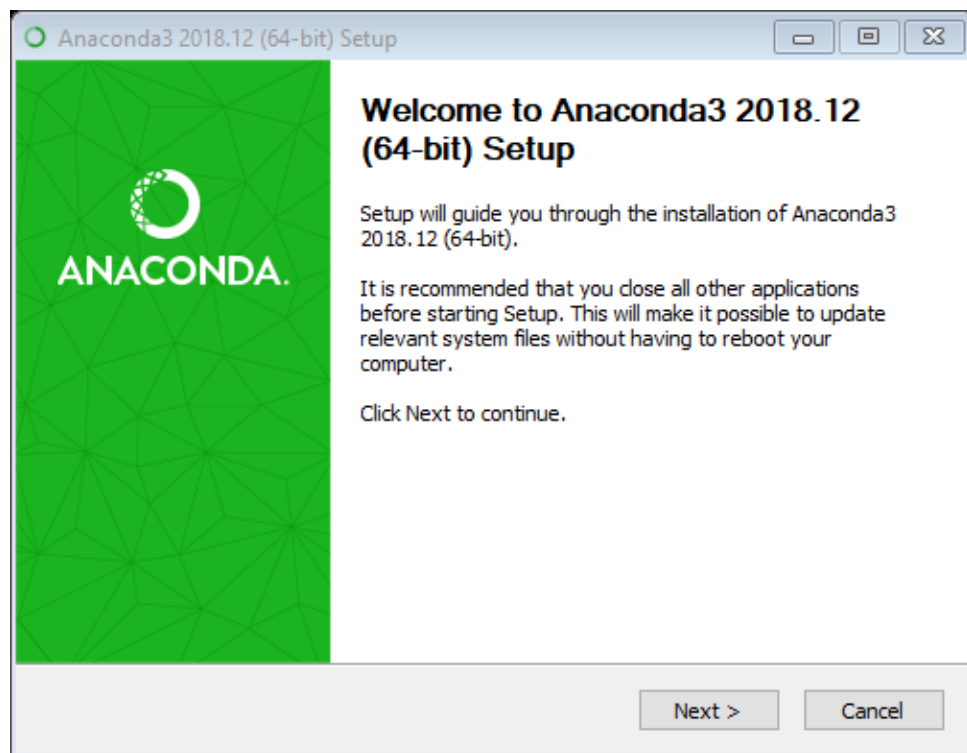 Anaconda3 2018.12 (64-bit) Setup
Welcome to Anaconda3 2018.12
(64-bit) Setup
ANACONDA.
Setup will guide you through the installation of Anaconda3
2018.12 (64-bit).
It is recommended that you close all other applications
before starting Setup. This will make it possible to update
relevant system files without having to reboot your
computer.
Click Next to continue.
Next >
Cancel